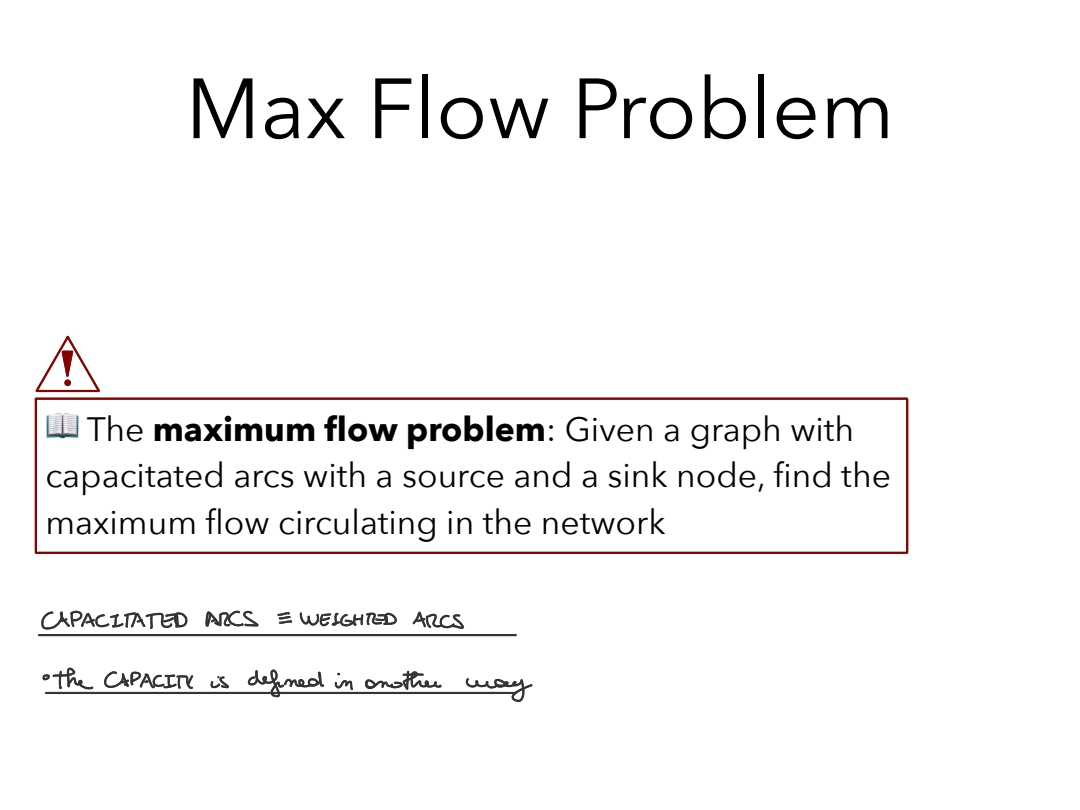 Max Flow Problem
The maximum flow problem: Given a graph with
capacitated arcs with a source and a sink node, find the
maximum flow circulating in the network
CAPACITATED ARCS ≡ WEIGHTED ARCS
• the CAPACITY is defined in another way